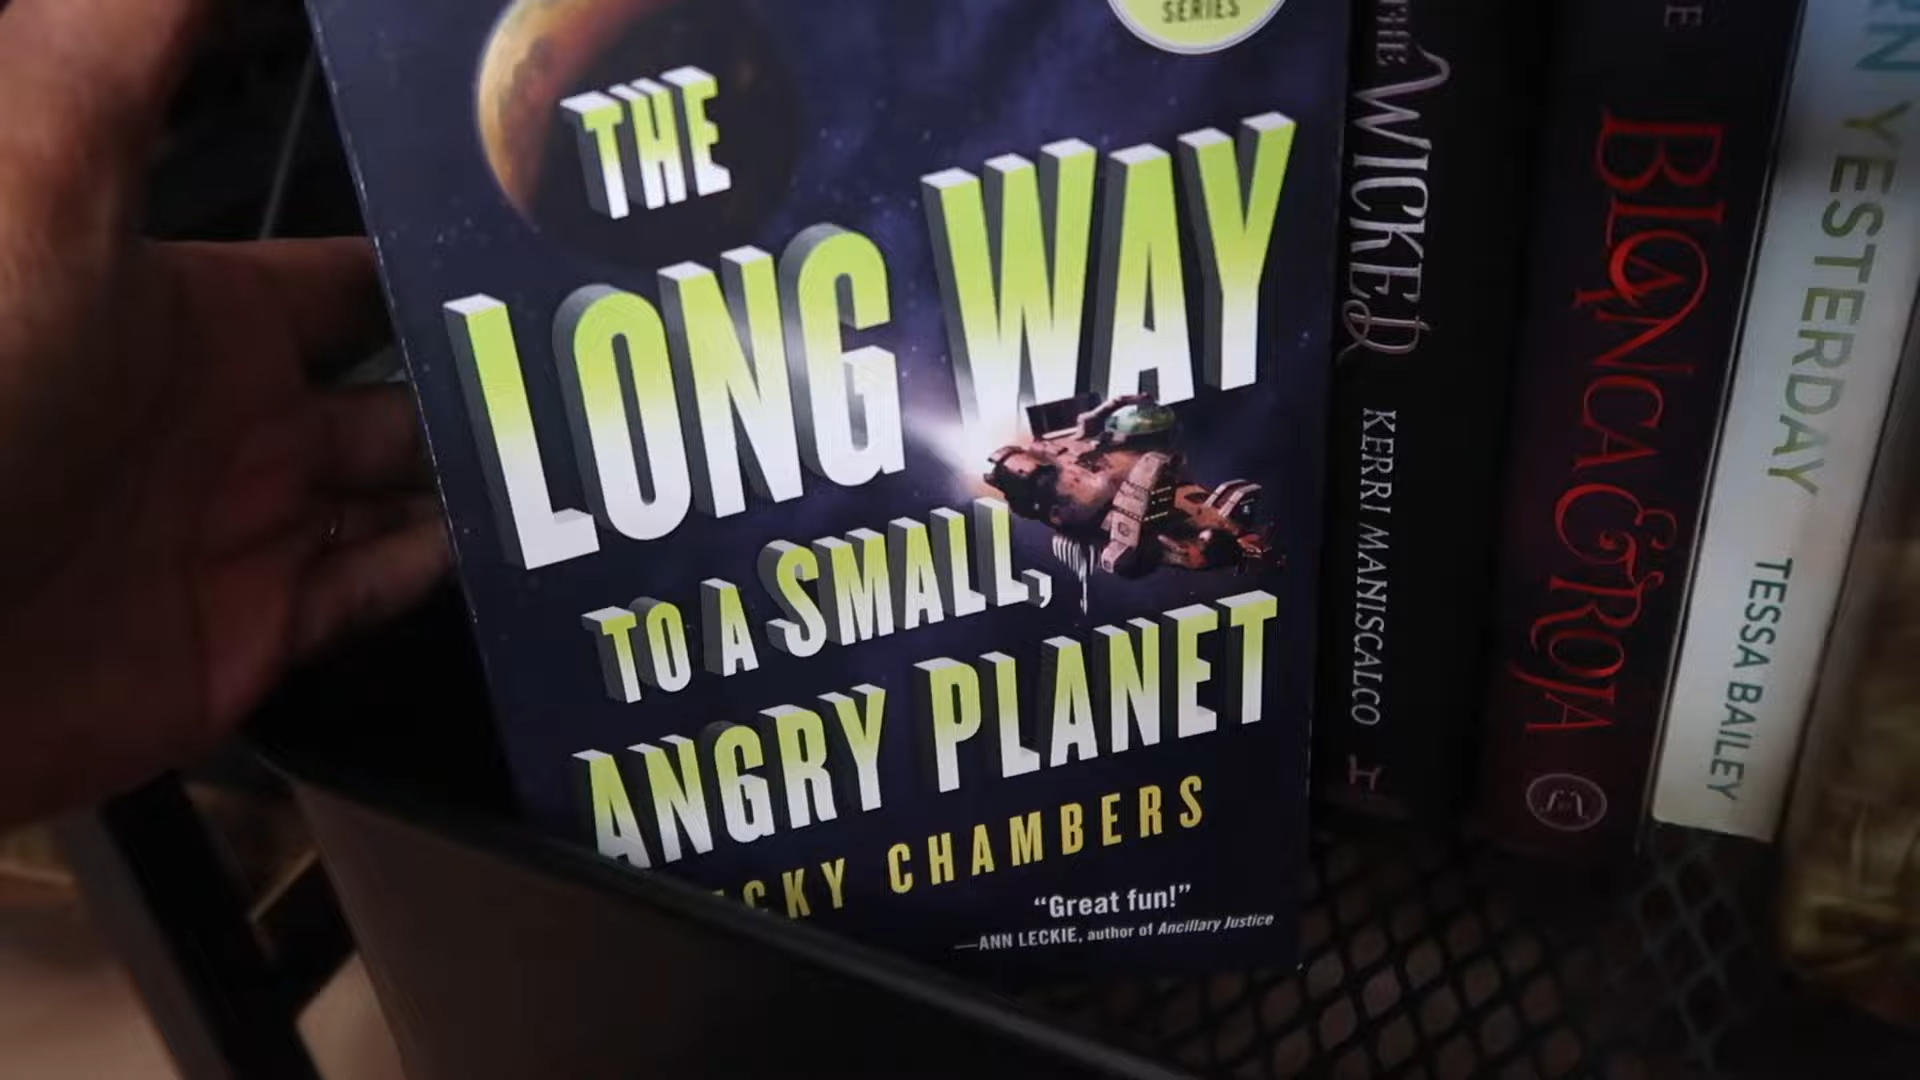 SERIES
THE
LONG WAY
TO A SMALL,
ANGRY PLANET
CKY CHAMBERS
“Great fun!”
—ANN LECKIE, author of Ancillary Justice
THE WICKED
KERRI MANISCALCO
BLANCA & ROJA
YESTERDAY
TESSA BAILEY